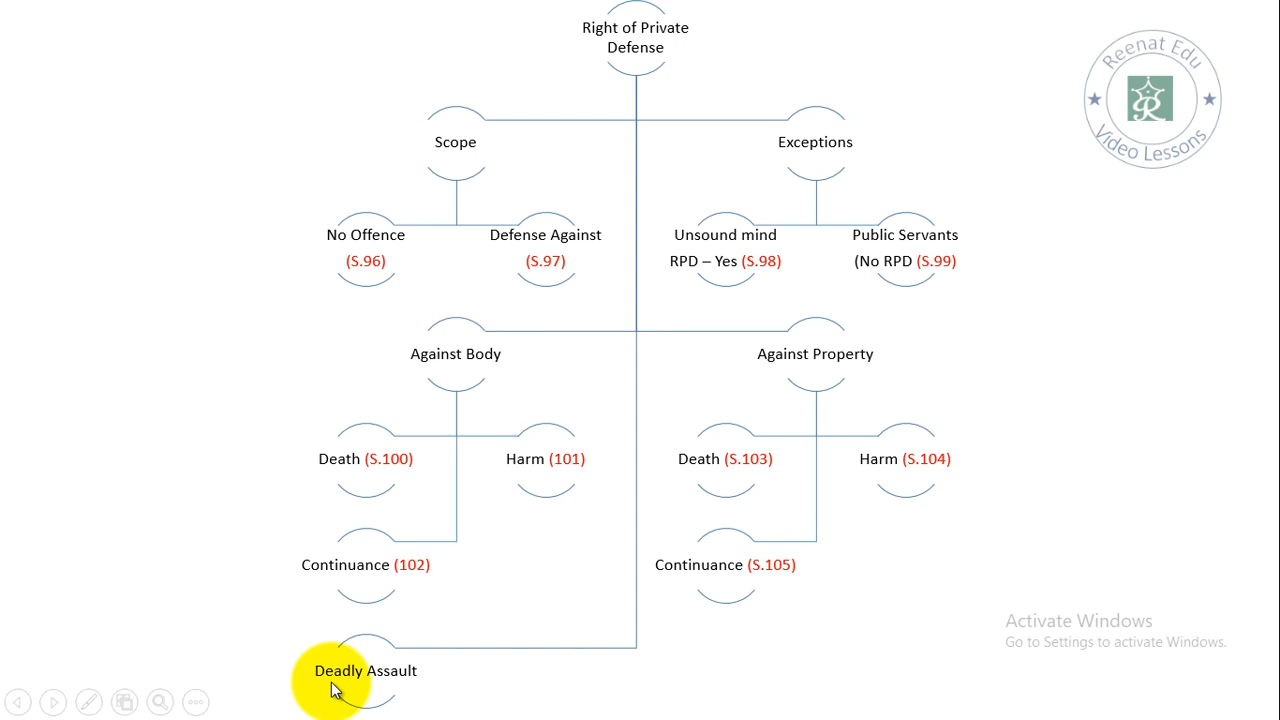 Right of Private
Defense
Reenat Edu
Video Lessons
R
Scope
Exceptions
No Offence
(S.96)
Defense Against
(S.97)
Unsound mind
RPD – Yes (S.98)
Public Servants
(No RPD (S.99)
Against Body
Against Property
Death (S.100)
Harm (101)
Death (S.103)
Harm (S.104)
Continuance (102)
Continuance (S.105)
Deadly Assault
Activate Windows
Go to Settings to activate Windows.